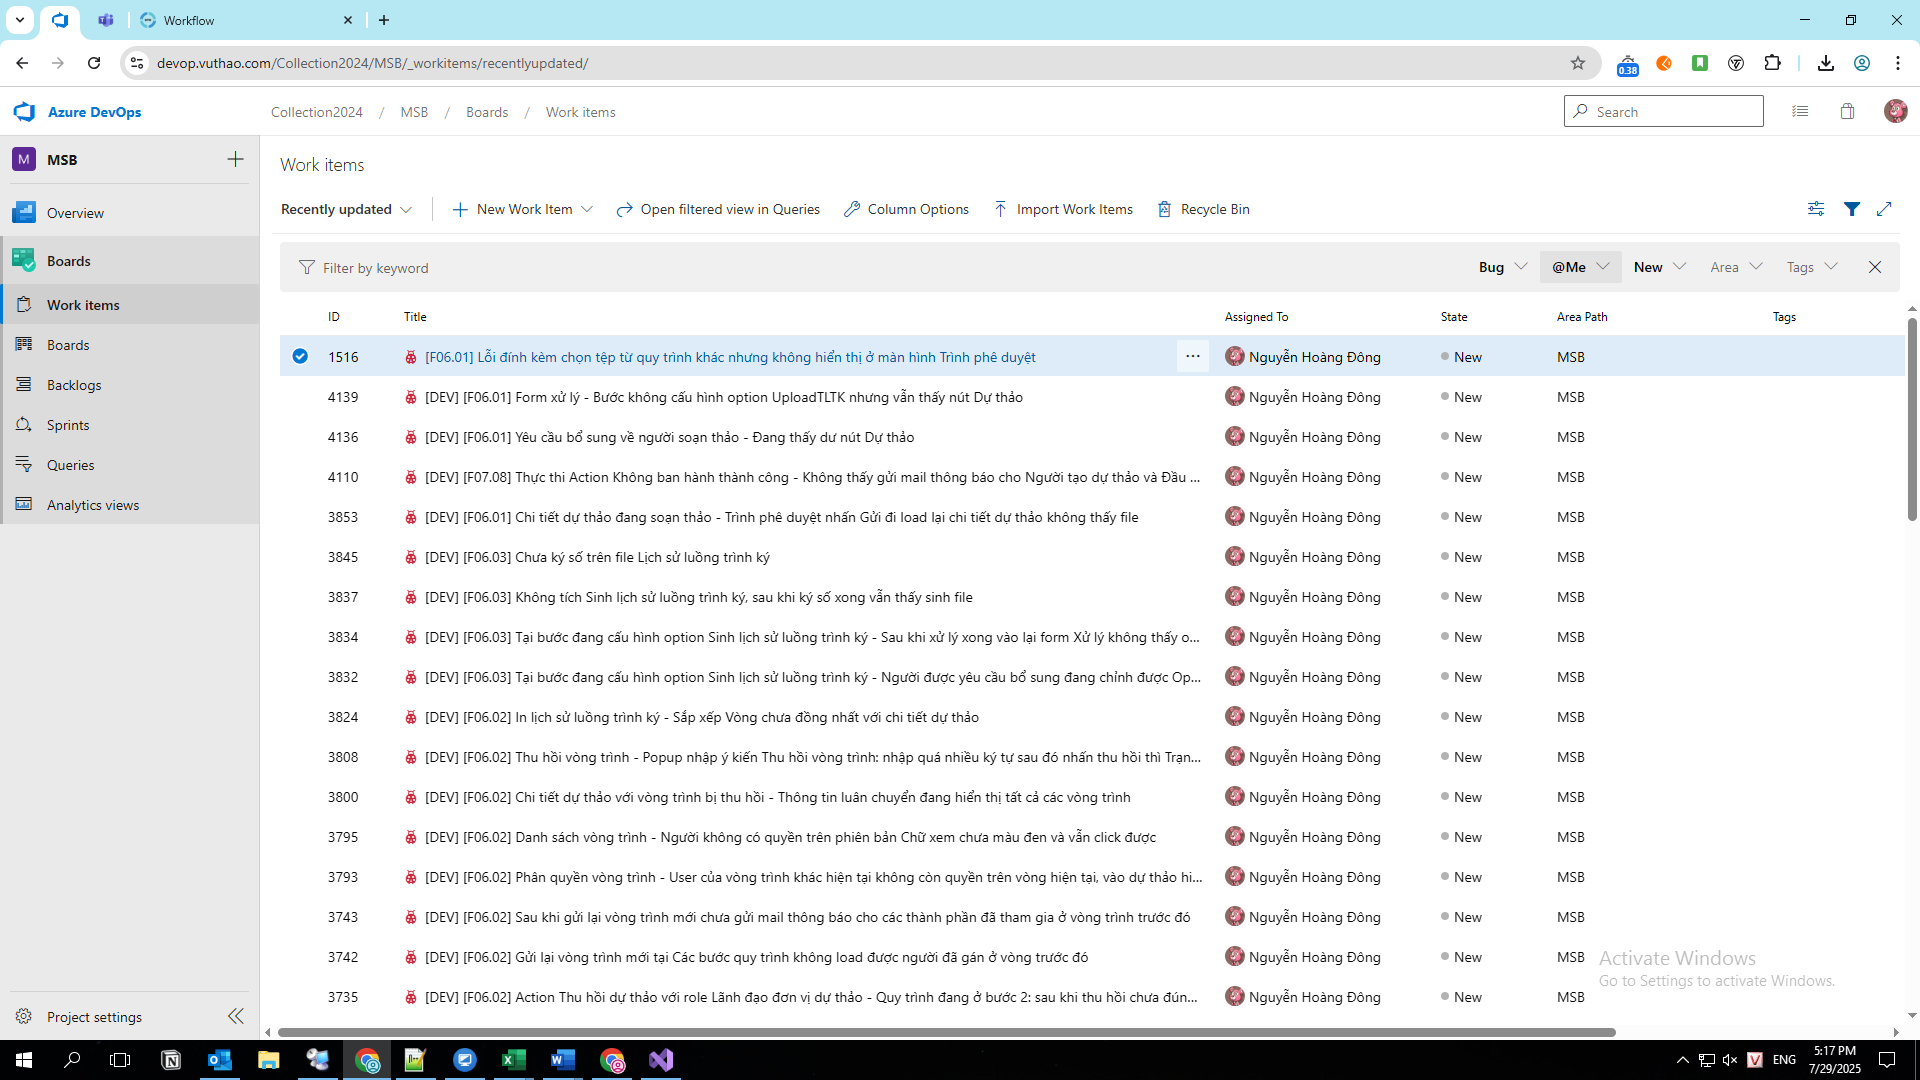 Workflow
devop.vuthao.com/Collection2024/MSB/_workitems/recentlyupdated/
0.38
Azure DevOps
Collection2024 / MSB / Boards / Work items
Search
M MSB
Overview
Boards
Work items
Boards
Backlogs
Sprints
Queries
Analytics views
Project settings
Work items
Recently updated
New Work Item
Open filtered view in Queries
Column Options
Import Work Items
Recycle Bin
Filter by keyword
Bug
@Me
New
Area
Tags
ID Title Assigned To State Area Path Tags
1516 [F06.01] Lỗi đính kèm chọn tệp từ quy trình khác nhưng không hiển thị ở màn hình Trình phê duyệt ... Nguyễn Hoàng Đông New MSB
4139 [DEV] [F06.01] Form xử lý - Bước không cấu hình option UploadTLTK nhưng vẫn thấy nút Dự thảo Nguyễn Hoàng Đông New MSB
4136 [DEV] [F06.01] Yêu cầu bổ sung về người soạn thảo - Đang thấy dư nút Dự thảo Nguyễn Hoàng Đông New MSB
4110 [DEV] [F07.08] Thực thi Action Không ban hành thành công - Không thấy gửi mail thông báo cho Người tạo dự thảo và Đầu ... Nguyễn Hoàng Đông New MSB
3853 [DEV] [F06.01] Chi tiết dự thảo đang soạn thảo - Trình phê duyệt nhấn Gửi đi load lại chi tiết dự thảo không thấy file Nguyễn Hoàng Đông New MSB
3845 [DEV] [F06.03] Chưa ký số trên file Lịch sử luồng trình ký Nguyễn Hoàng Đông New MSB
3837 [DEV] [F06.03] Không tích Sinh lịch sử luồng trình ký, sau khi ký số xong vẫn thấy sinh file Nguyễn Hoàng Đông New MSB
3834 [DEV] [F06.03] Tại bước đang cấu hình option Sinh lịch sử luồng trình ký - Sau khi xử lý xong vào lại form Xử lý không thấy o... Nguyễn Hoàng Đông New MSB
3832 [DEV] [F06.03] Tại bước đang cấu hình option Sinh lịch sử luồng trình ký - Người được yêu cầu bổ sung đang chỉnh được Op... Nguyễn Hoàng Đông New MSB
3824 [DEV] [F06.02] In lịch sử luồng trình ký - Sắp xếp Vòng chưa đồng nhất với chi tiết dự thảo Nguyễn Hoàng Đông New MSB
3808 [DEV] [F06.02] Thu hồi vòng trình - Popup nhập ý kiến Thu hồi vòng trình: nhập quá nhiều ký tự sau đó nhấn thu hồi thì Trạn... Nguyễn Hoàng Đông New MSB
3800 [DEV] [F06.02] Chi tiết dự thảo với vòng trình bị thu hồi - Thông tin luân chuyển đang hiển thị tất cả các vòng trình Nguyễn Hoàng Đông New MSB
3795 [DEV] [F06.02] Danh sách vòng trình - Người không có quyền trên phiên bản Chữ xem chưa màu đen và vẫn click được Nguyễn Hoàng Đông New MSB
3793 [DEV] [F06.02] Phân quyền vòng trình - User của vòng trình khác hiện tại không còn quyền trên vòng hiện tại, vào dự thảo hi... Nguyễn Hoàng Đông New MSB
3743 [DEV] [F06.02] Sau khi gửi lại vòng trình mới chưa gửi mail thông báo cho các thành phần đã tham gia ở vòng trình trước đó Nguyễn Hoàng Đông New MSB
3742 [DEV] [F06.02] Gửi lại vòng trình mới tại Các bước quy trình không load được người đã gán ở vòng trước đó Nguyễn Hoàng Đông New MSB
3735 [DEV] [F06.02] Action Thu hồi dự thảo với role Lãnh đạo đơn vị dự thảo - Quy trình đang ở bước 2: sau khi thu hồi chưa đún... Nguyễn Hoàng Đông New MSB
Activate Windows
Go to Settings to activate Windows.
ENG
5:17 PM
7/29/2025